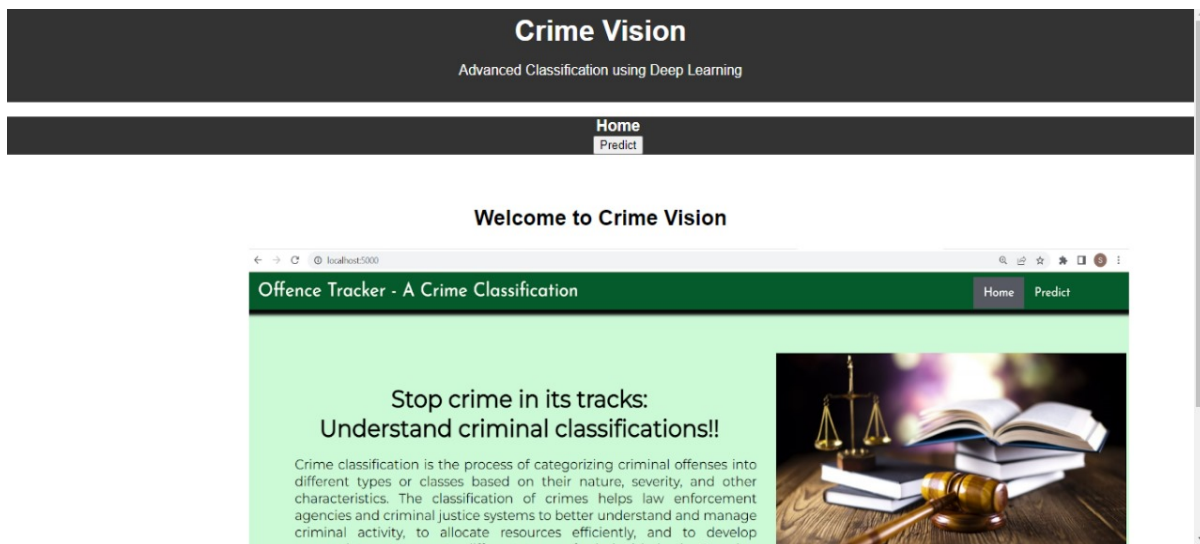 Crime Vision
Advanced Classification using Deep Learning
Home
Predict
Welcome to Crime Vision
localhost:5000
S
Offence Tracker - A Crime Classification
Home Predict
Stop crime in its tracks:
Understand criminal classifications!!
Crime classification is the process of categorizing criminal offenses into
different types or classes based on their nature, severity, and other
characteristics. The classification of crimes helps law enforcement
agencies and criminal justice systems to better understand and manage
criminal activity, to allocate resources efficiently, and to develop